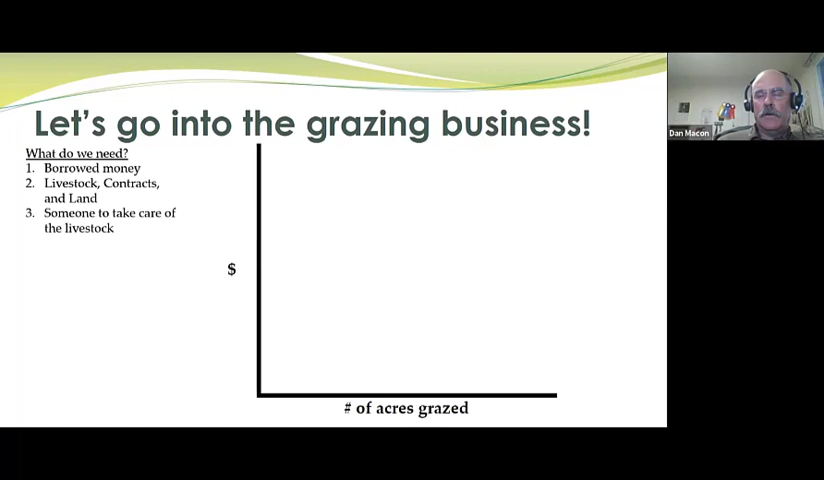 Let's go into the grazing business!
What do we need?
1. Borrowed money
2. Livestock, Contracts,
and Land
3. Someone to take care of
the livestock
$
# of acres grazed
Dan Macon